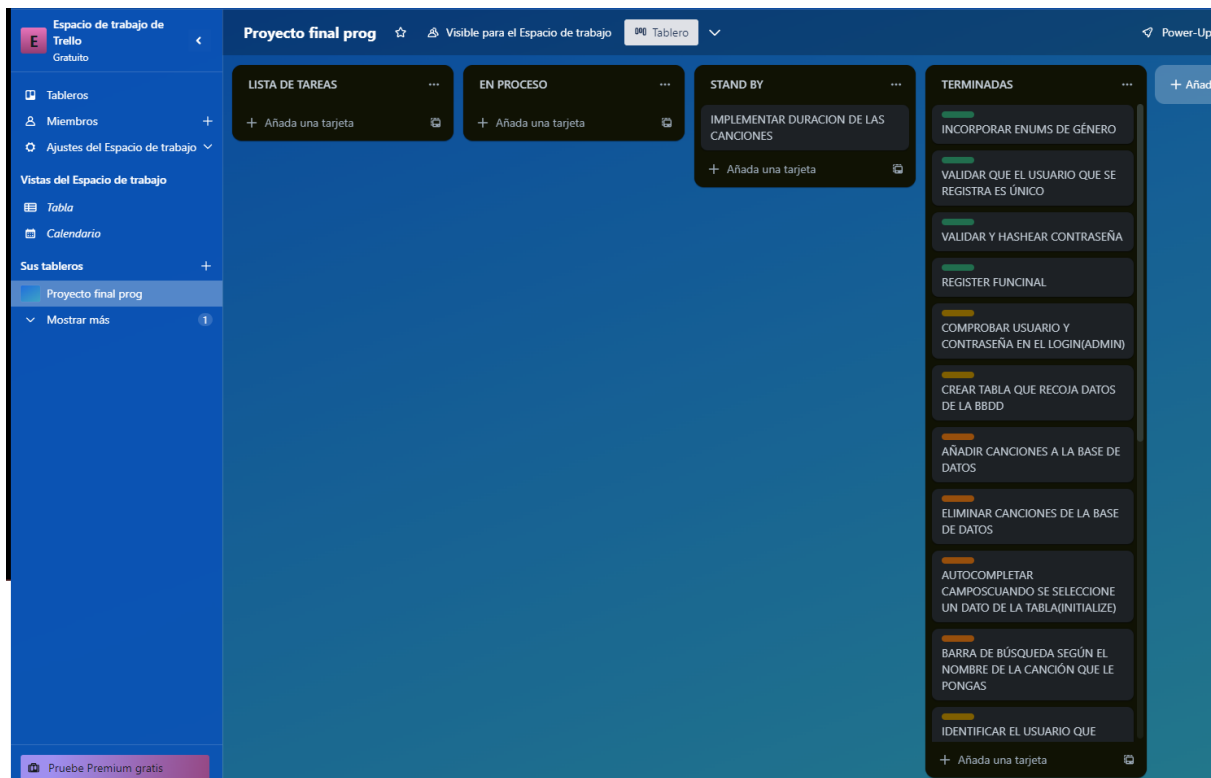 Espacio de trabajo de
Trello
Gratuito
E
Tableros
Miembros
Ajustes del Espacio de trabajo
Vistas del Espacio de trabajo
Tabla
Calendario
Sus tableros
Proyecto final prog
Mostrar más
1
Pruebe Premium gratis
Proyecto final prog
Visible para el Espacio de trabajo
Tablero
Power-Up
LISTA DE TAREAS
Añada una tarjeta
EN PROCESO
Añada una tarjeta
STAND BY
IMPLEMENTAR DURACION DE LAS
CANCIONES
Añada una tarjeta
TERMINADAS
INCORPORAR ENUMS DE GÉNERO
VALIDAR QUE EL USUARIO QUE SE
REGISTRA ES ÚNICO
VALIDAR Y HASHEAR CONTRASEÑA
REGISTER FUNCINAL
COMPROBAR USUARIO Y
CONTRASEÑA EN EL LOGIN(ADMIN)
CREAR TABLA QUE RECOJA DATOS
DE LA BBDD
AÑADIR CANCIONES A LA BASE DE
DATOS
ELIMINAR CANCIONES DE LA BASE
DE DATOS
AUTOCOMPLETAR
CAMPOSCUANDO SE SELECCIONE
UN DATO DE LA TABLA(INITIALIZE)
BARRA DE BÚSQUEDA SEGÚN EL
NOMBRE DE LA CANCIÓN QUE LE
PONGAS
IDENTIFICAR EL USUARIO QUE
Añada una tarjeta
+ Añad